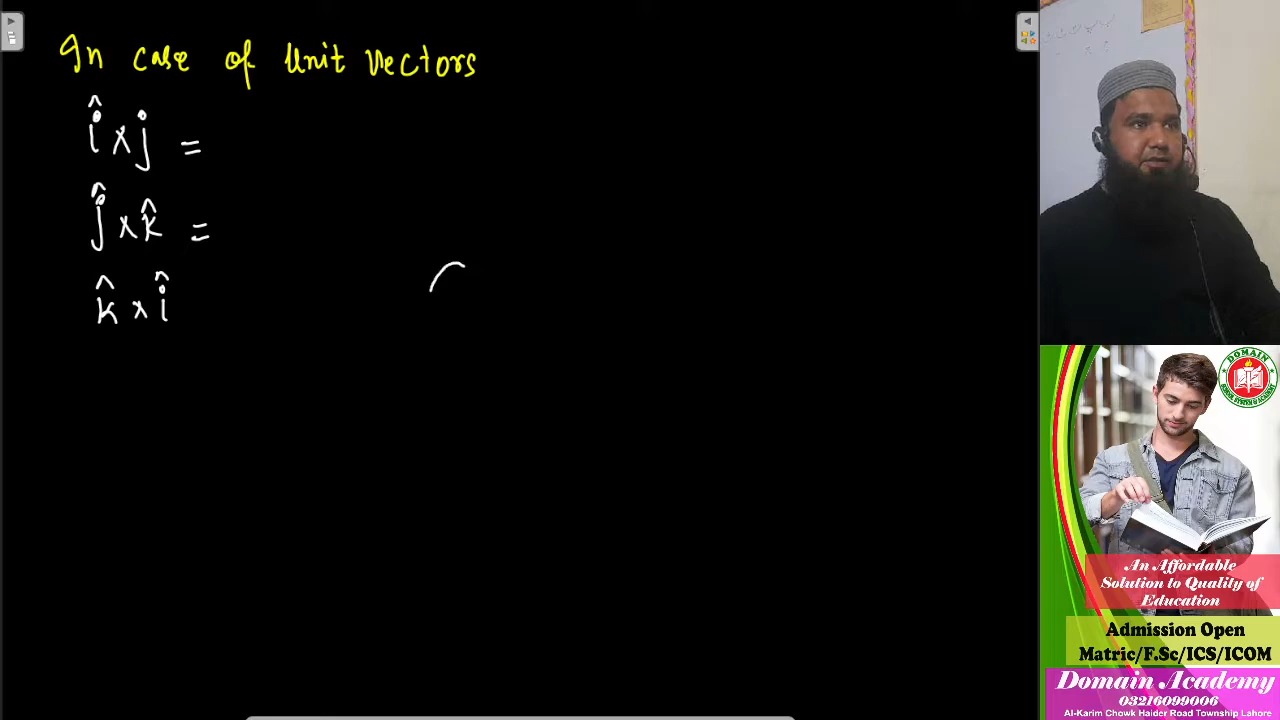 In case of Unit Vectors
î x j =
ĵ x k̂ =
k̂ x î
DOMAIN
An Affordable
Solution to Quality of
Education
Admission Open
Matric/F.Sc/ICS/ICOM
Domain Academy
03216099006
Al-Karim Chowk Haider Road Township Lahore